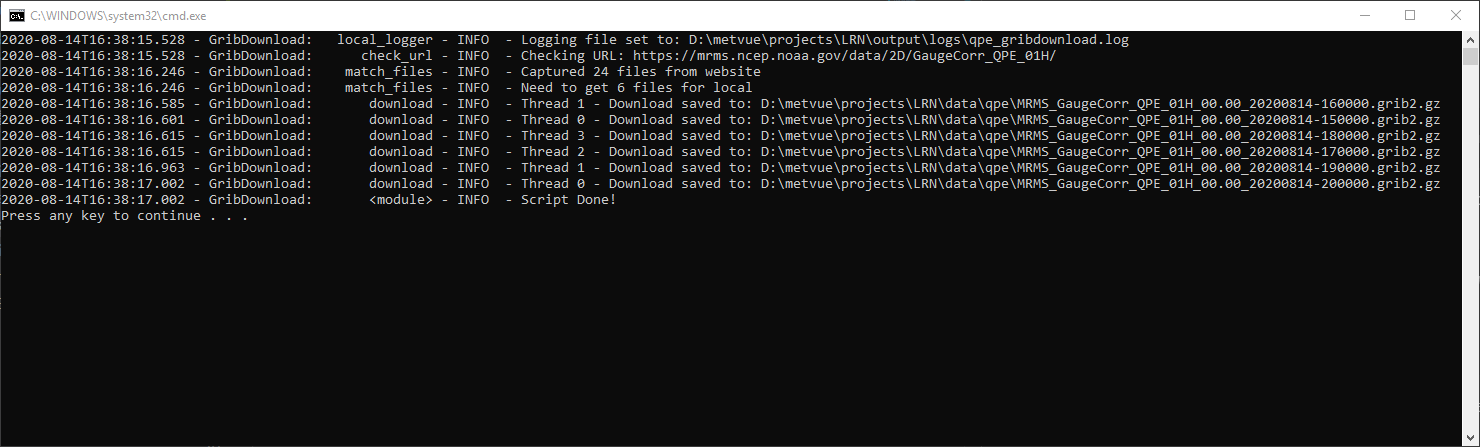 C:\WINDOWS\system32\cmd.exe
2020-08-14T16:38:15.528 - GribDownload:   local_logger - INFO  - Logging file set to: D:\metvue\projects\LRN\output\logs\qpe_gribdownload.log
2020-08-14T16:38:15.528 - GribDownload:      check_url - INFO  - Checking URL: https://mrms.ncep.noaa.gov/data/2D/GaugeCorr_QPE_01H/
2020-08-14T16:38:16.246 - GribDownload:    match_files - INFO  - Captured 24 files from website
2020-08-14T16:38:16.246 - GribDownload:    match_files - INFO  - Need to get 6 files for local
2020-08-14T16:38:16.585 - GribDownload:       download - INFO  - Thread 1 - Download saved to: D:\metvue\projects\LRN\data\qpe\MRMS_GaugeCorr_QPE_01H_00.00_20200814-160000.grib2.gz
2020-08-14T16:38:16.601 - GribDownload:       download - INFO  - Thread 0 - Download saved to: D:\metvue\projects\LRN\data\qpe\MRMS_GaugeCorr_QPE_01H_00.00_20200814-150000.grib2.gz
2020-08-14T16:38:16.615 - GribDownload:       download - INFO  - Thread 3 - Download saved to: D:\metvue\projects\LRN\data\qpe\MRMS_GaugeCorr_QPE_01H_00.00_20200814-180000.grib2.gz
2020-08-14T16:38:16.615 - GribDownload:       download - INFO  - Thread 2 - Download saved to: D:\metvue\projects\LRN\data\qpe\MRMS_GaugeCorr_QPE_01H_00.00_20200814-170000.grib2.gz
2020-08-14T16:38:16.963 - GribDownload:       download - INFO  - Thread 1 - Download saved to: D:\metvue\projects\LRN\data\qpe\MRMS_GaugeCorr_QPE_01H_00.00_20200814-190000.grib2.gz
2020-08-14T16:38:17.002 - GribDownload:       download - INFO  - Thread 0 - Download saved to: D:\metvue\projects\LRN\data\qpe\MRMS_GaugeCorr_QPE_01H_00.00_20200814-200000.grib2.gz
2020-08-14T16:38:17.002 - GribDownload:       <module> - INFO  - Script Done!
Press any key to continue . . .